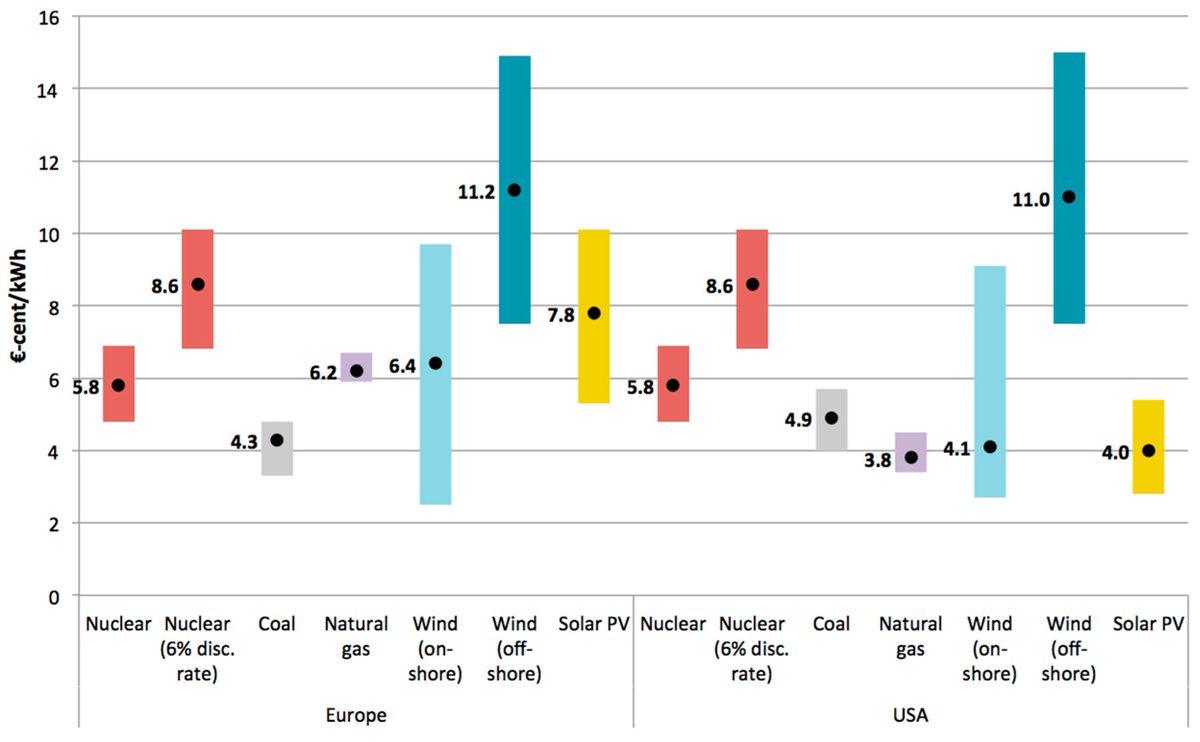 €-cent/kWh
16
14
12
10
8
6
4
2
0
5.8
8.6
4.3
6.2
6.4
11.2
7.8
5.8
8.6
4.9
3.8
4.1
11.0
4.0
Nuclear
Nuclear
(6% disc.
rate)
Coal
Natural
gas
Wind
(on-
shore)
Wind
(off-
shore)
Solar PV
Nuclear
Nuclear
(6% disc.
rate)
Coal
Natural
gas
Wind
(on-
shore)
Wind
(off-
shore)
Solar PV
Europe
USA